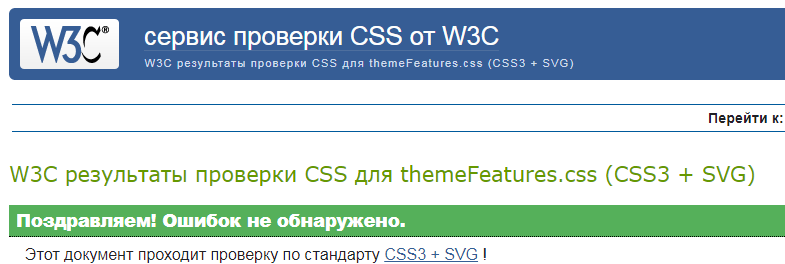 W3C®
сервис проверки CSS от W3C
W3C результаты проверки CSS для themeFeatures.css (CSS3 + SVG)
Перейти к:
W3C результаты проверки CSS для themeFeatures.css (CSS3 + SVG)
Поздравляем! Ошибок не обнаружено.
Этот документ проходит проверку по стандарту CSS3 + SVG !